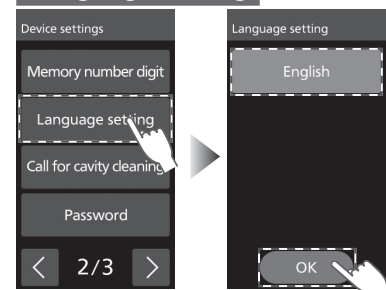 Device settings
Memory number digit
Language setting
Call for cavity cleaning
Password
< 2/3 >
Language setting
English
OK